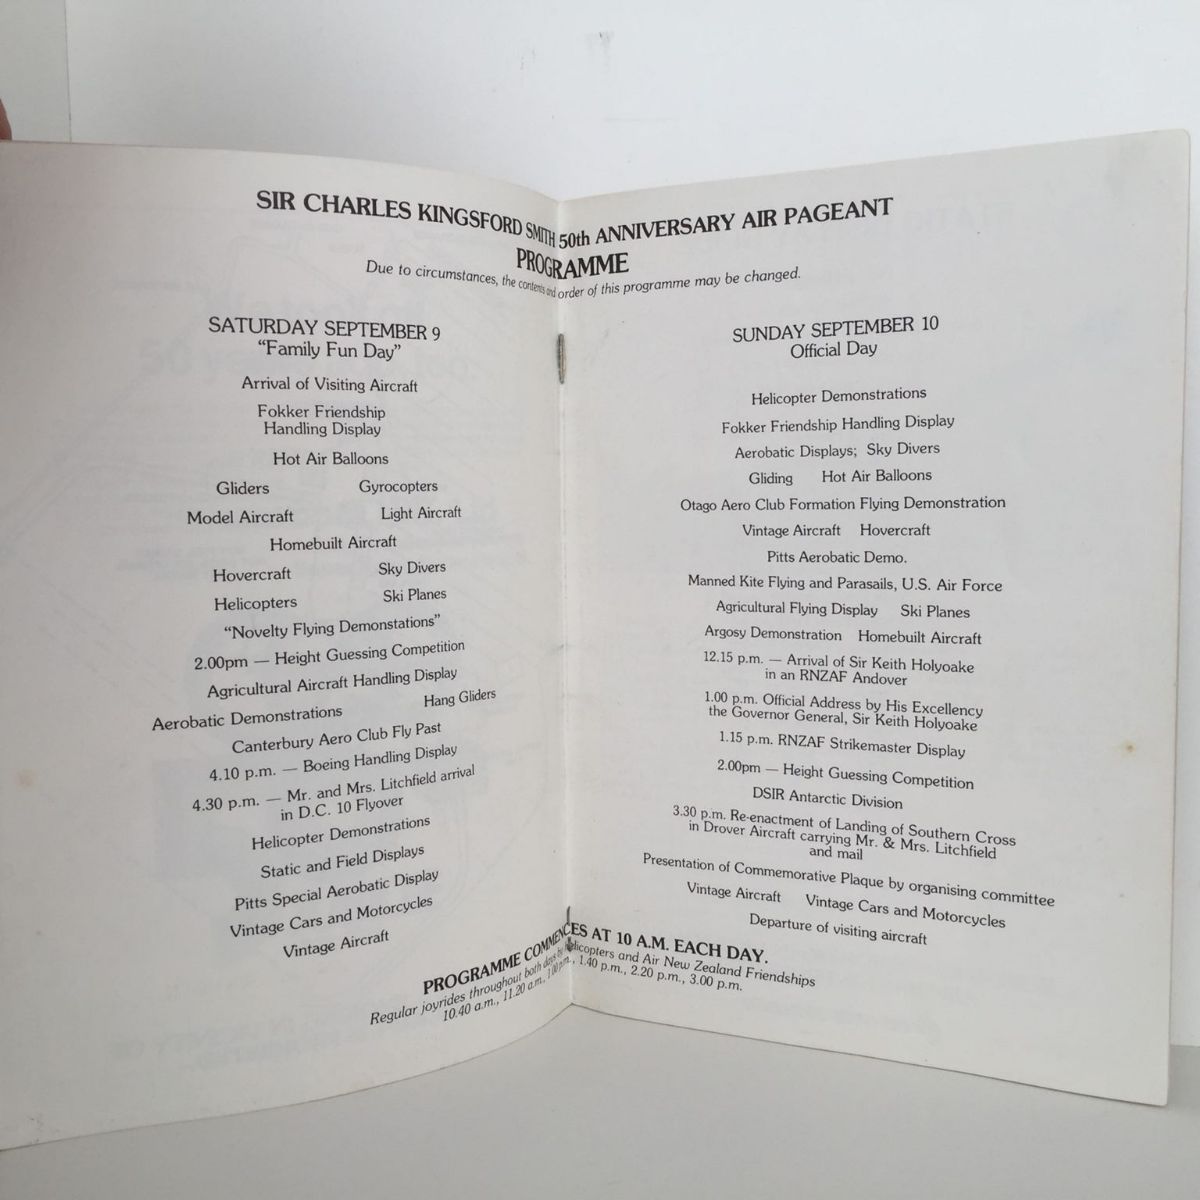 SIR CHARLES KINGSFORD SMITH 50th ANNIVERSARY AIR PAGEANT
PROGRAMME
Due to circumstances, the contents and order of this programme may be changed.
SATURDAY SEPTEMBER 9
“Family Fun Day”
Arrival of Visiting Aircraft
Fokker Friendship
Handling Display
Hot Air Balloons
Gliders Gyrocopters
Model Aircraft Light Aircraft
Homebuilt Aircraft
Hovercraft Sky Divers
Helicopters Ski Planes
“Novelty Flying Demonstations”
2.00pm — Height Guessing Competition
Agricultural Aircraft Handling Display
Aerobatic Demonstrations Hang Gliders
Canterbury Aero Club Fly Past
4.10 p.m. — Boeing Handling Display
4.30 p.m. — Mr. and Mrs. Litchfield arrival
in D.C. 10 Flyover
Helicopter Demonstrations
Static and Field Displays
Pitts Special Aerobatic Display
Vintage Cars and Motorcycles
Vintage Aircraft
SUNDAY SEPTEMBER 10
Official Day
Helicopter Demonstrations
Fokker Friendship Handling Display
Aerobatic Displays; Sky Divers
Gliding Hot Air Balloons
Otago Aero Club Formation Flying Demonstration
Vintage Aircraft Hovercraft
Pitts Aerobatic Demo.
Manned Kite Flying and Parasails, U.S. Air Force
Agricultural Flying Display Ski Planes
Argosy Demonstration Homebuilt Aircraft
12.15 p.m. — Arrival of Sir Keith Holyoake
in an RNZAF Andover
1.00 p.m. Official Address by His Excellency
the Governor General, Sir Keith Holyoake
1.15 p.m. RNZAF Strikemaster Display
2.00pm — Height Guessing Competition
DSIR Antarctic Division
3.30 p.m. Re-enactment of Landing of Southern Cross
in Drover Aircraft carrying Mr. & Mrs. Litchfield
and mail
Presentation of Commemorative Plaque by organising committee
Vintage Aircraft Vintage Cars and Motorcycles
Departure of visiting aircraft
PROGRAMME COMMENCES AT 10 A.M. EACH DAY.
Regular joyrides throughout both days by Helicopters and Air New Zealand Friendships
10.40 a.m., 11.20 a.m., 1.00 p.m., 1.40 p.m., 2.20 p.m., 3.00 p.m.